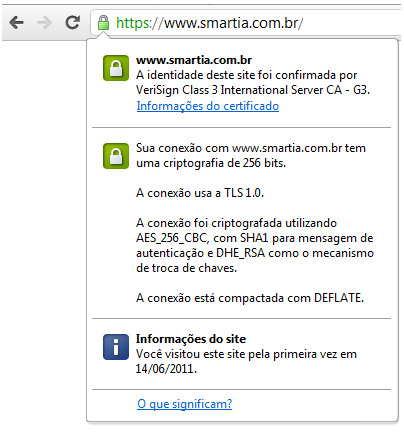 https://www.smartia.com.br/
www.smartia.com.br
A identidade deste site foi confirmada por
VeriSign Class 3 International Server CA - G3.
Informações do certificado
Sua conexão com www.smartia.com.br tem
uma criptografia de 256 bits.
A conexão usa a TLS 1.0.
A conexão foi criptografada utilizando
AES_256_CBC, com SHA1 para mensagem de
autenticação e DHE_RSA como o mecanismo
de troca de chaves.
A conexão está compactada com DEFLATE.
Informações do site
Você visitou este site pela primeira vez em
14/06/2011.
O que significam?